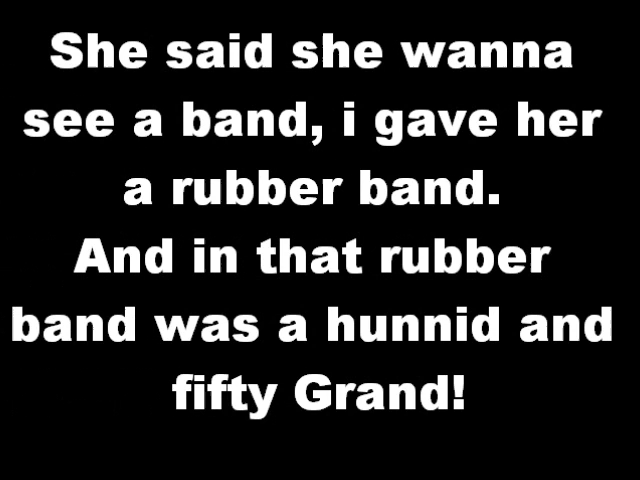 She said she wanna
see a band, i gave her
a rubber band.
And in that rubber
band was a hunnid and
fifty Grand!